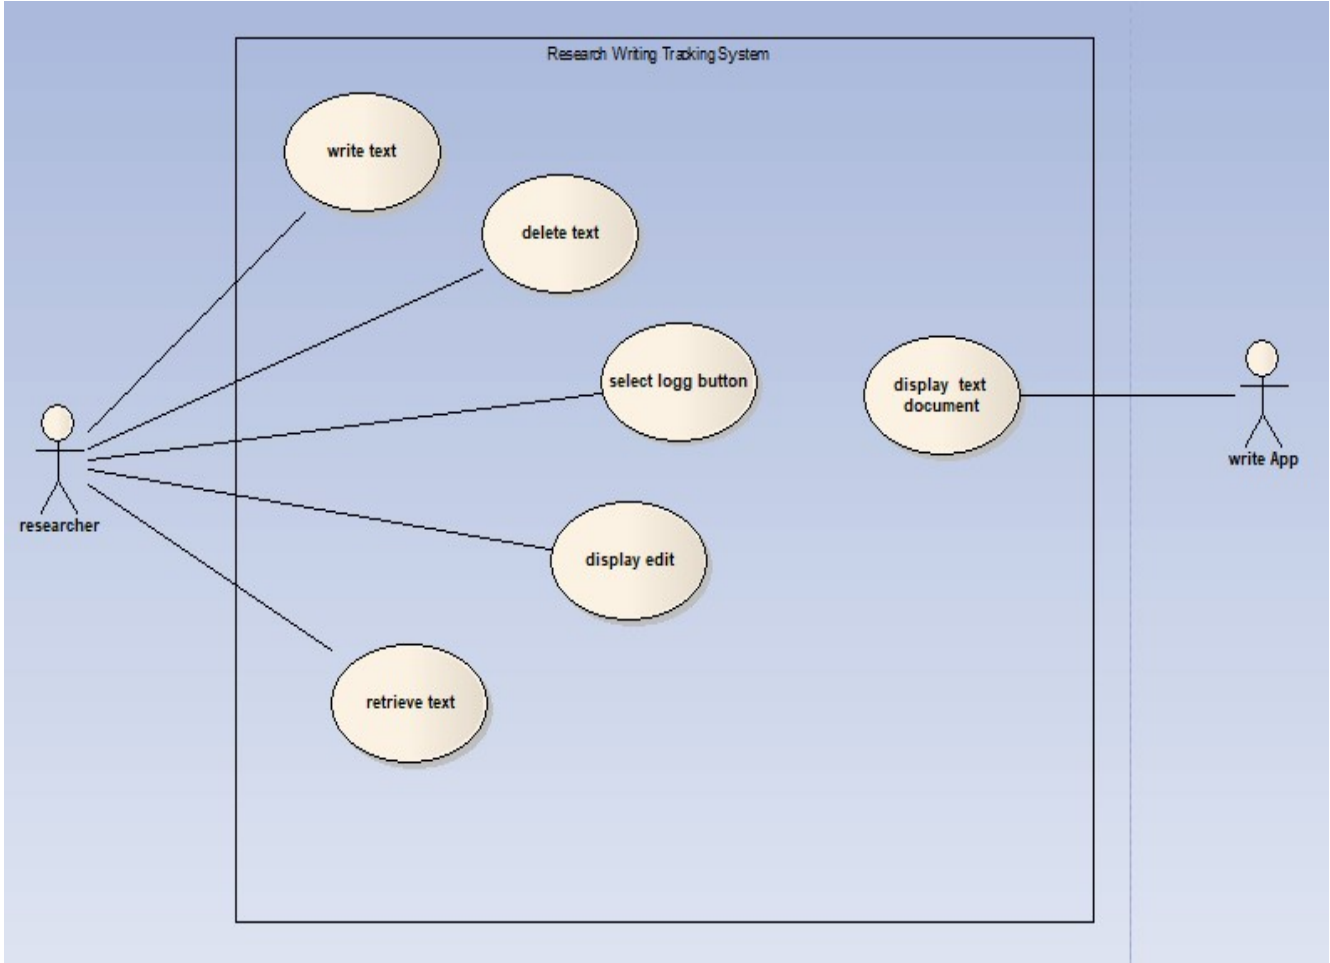 Research Writing Tracking System
write text
delete text
select logg button
display text
document
write App
researcher
display edit
retrieve text